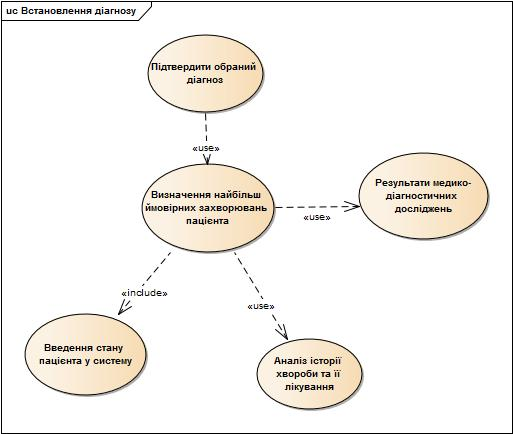 uc Встановлення діагнозу
Підтвердити обраний
діагноз
«use»
Визначення найбільш
ймовірних захворювань
пацієнта
«use»
Результати медико-
діагностичних
досліджень
«include»
«use»
Введення стану
пацієнта у систему
Аналіз історії
хвороби та її
лікування